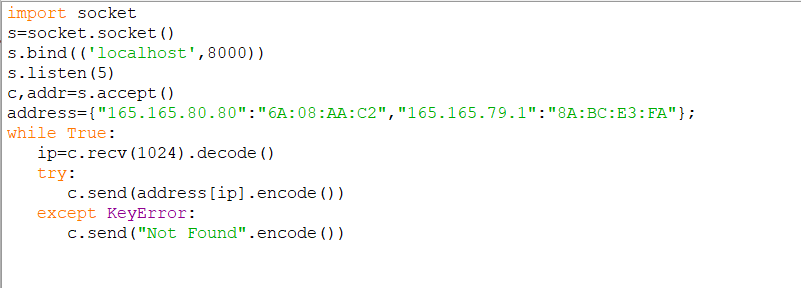 import socket
s=socket.socket()
s.bind(('localhost',8000))
s.listen(5)
c,addr=s.accept()
address={"165.165.80.80":"6A:08:AA:C2","165.165.79.1":"8A:BC:E3:FA"};
while True:
   ip=c.recv(1024).decode()
   try:
      c.send(address[ip].encode())
   except KeyError:
      c.send("Not Found".encode())